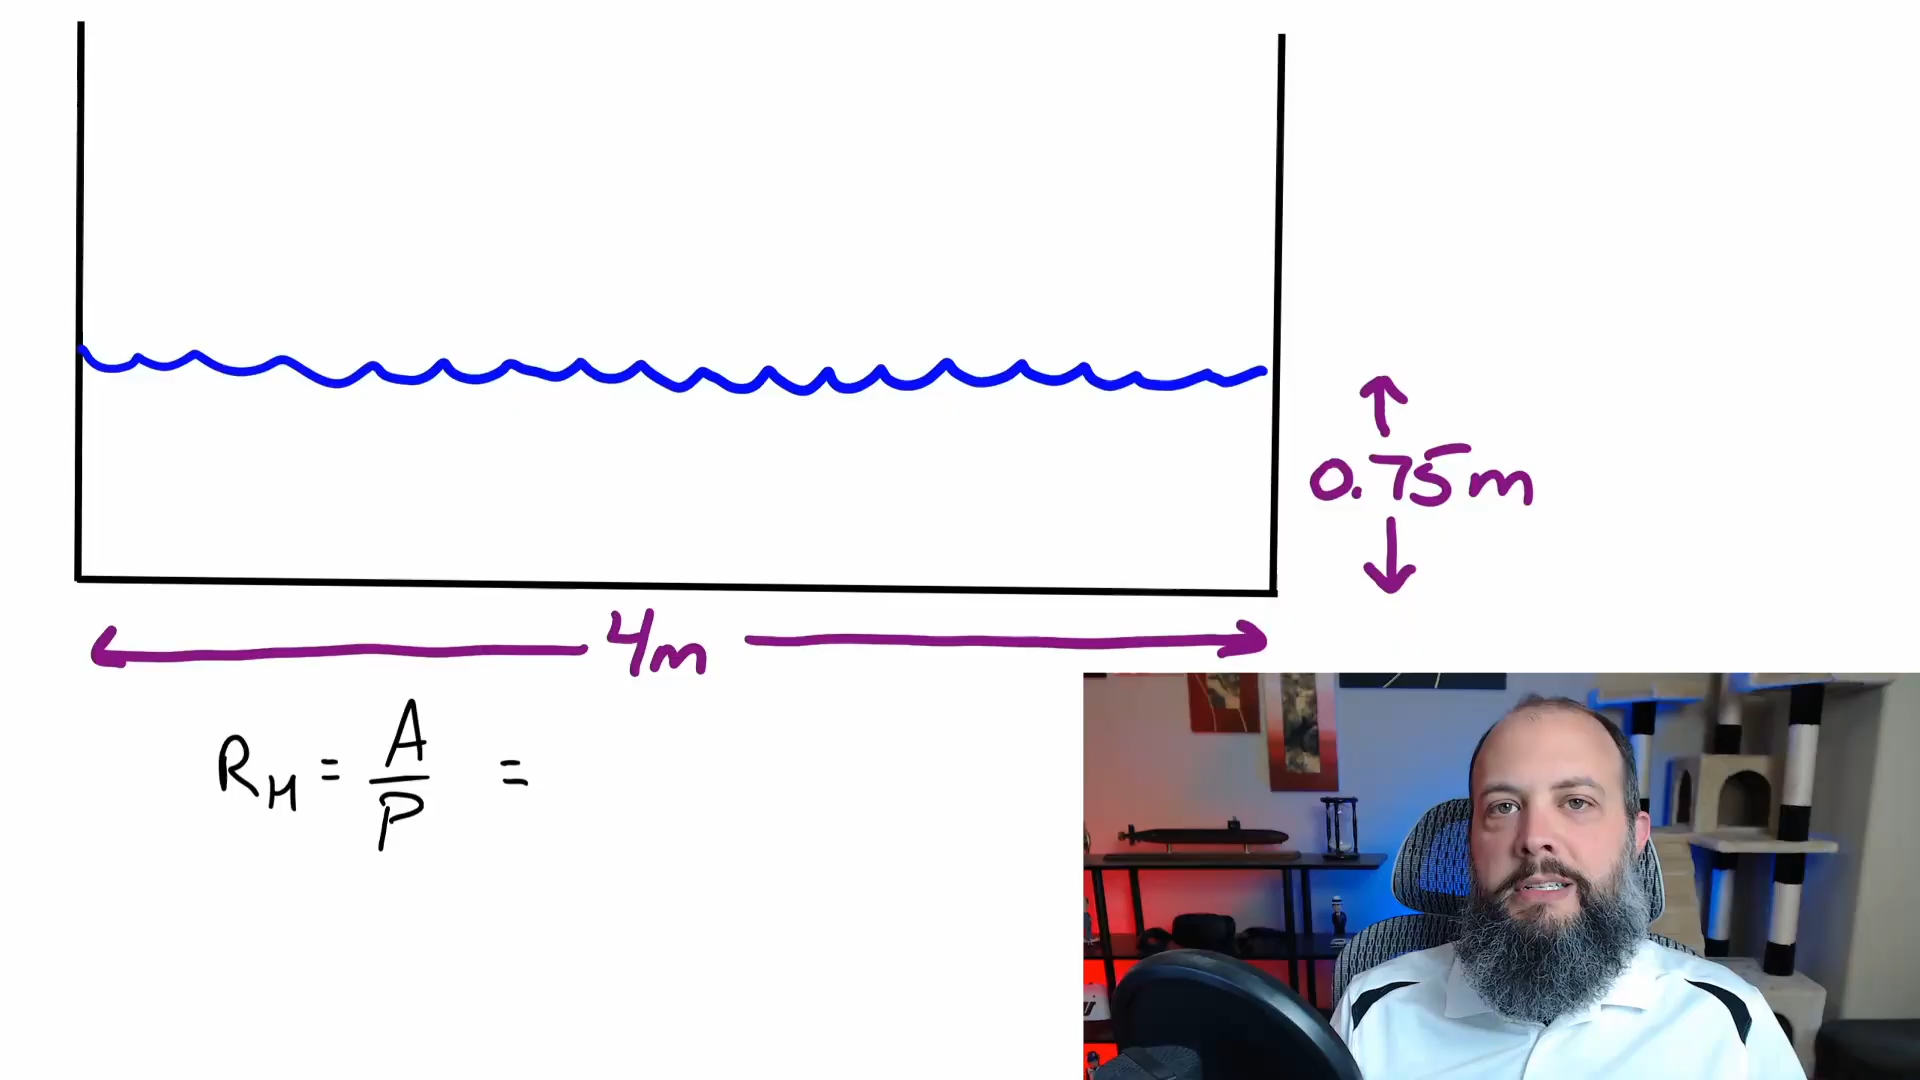 0.75m
4m
R_H = A/P =